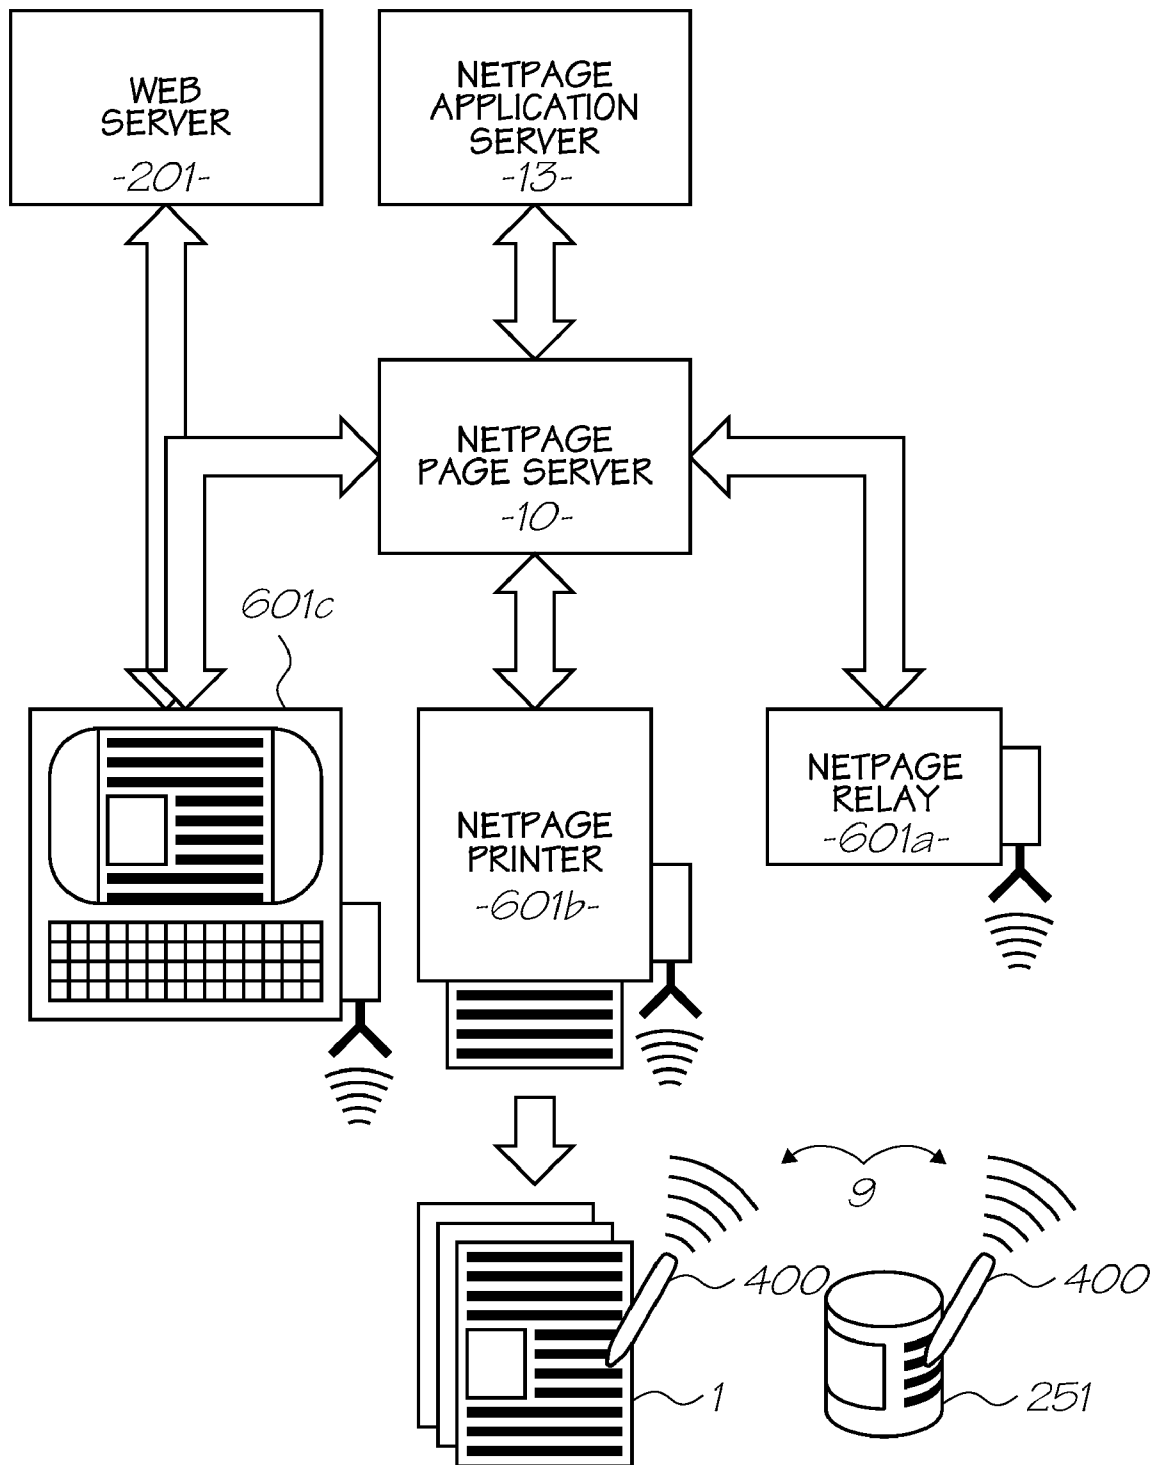 WEB
SERVER
-201-
NETPAGE
APPLICATION
SERVER
-13-
NETPAGE
PAGE SERVER
-10-
601c
NETPAGE
PRINTER
-601b-
NETPAGE
RELAY
-601a-
9
400
400
1
251